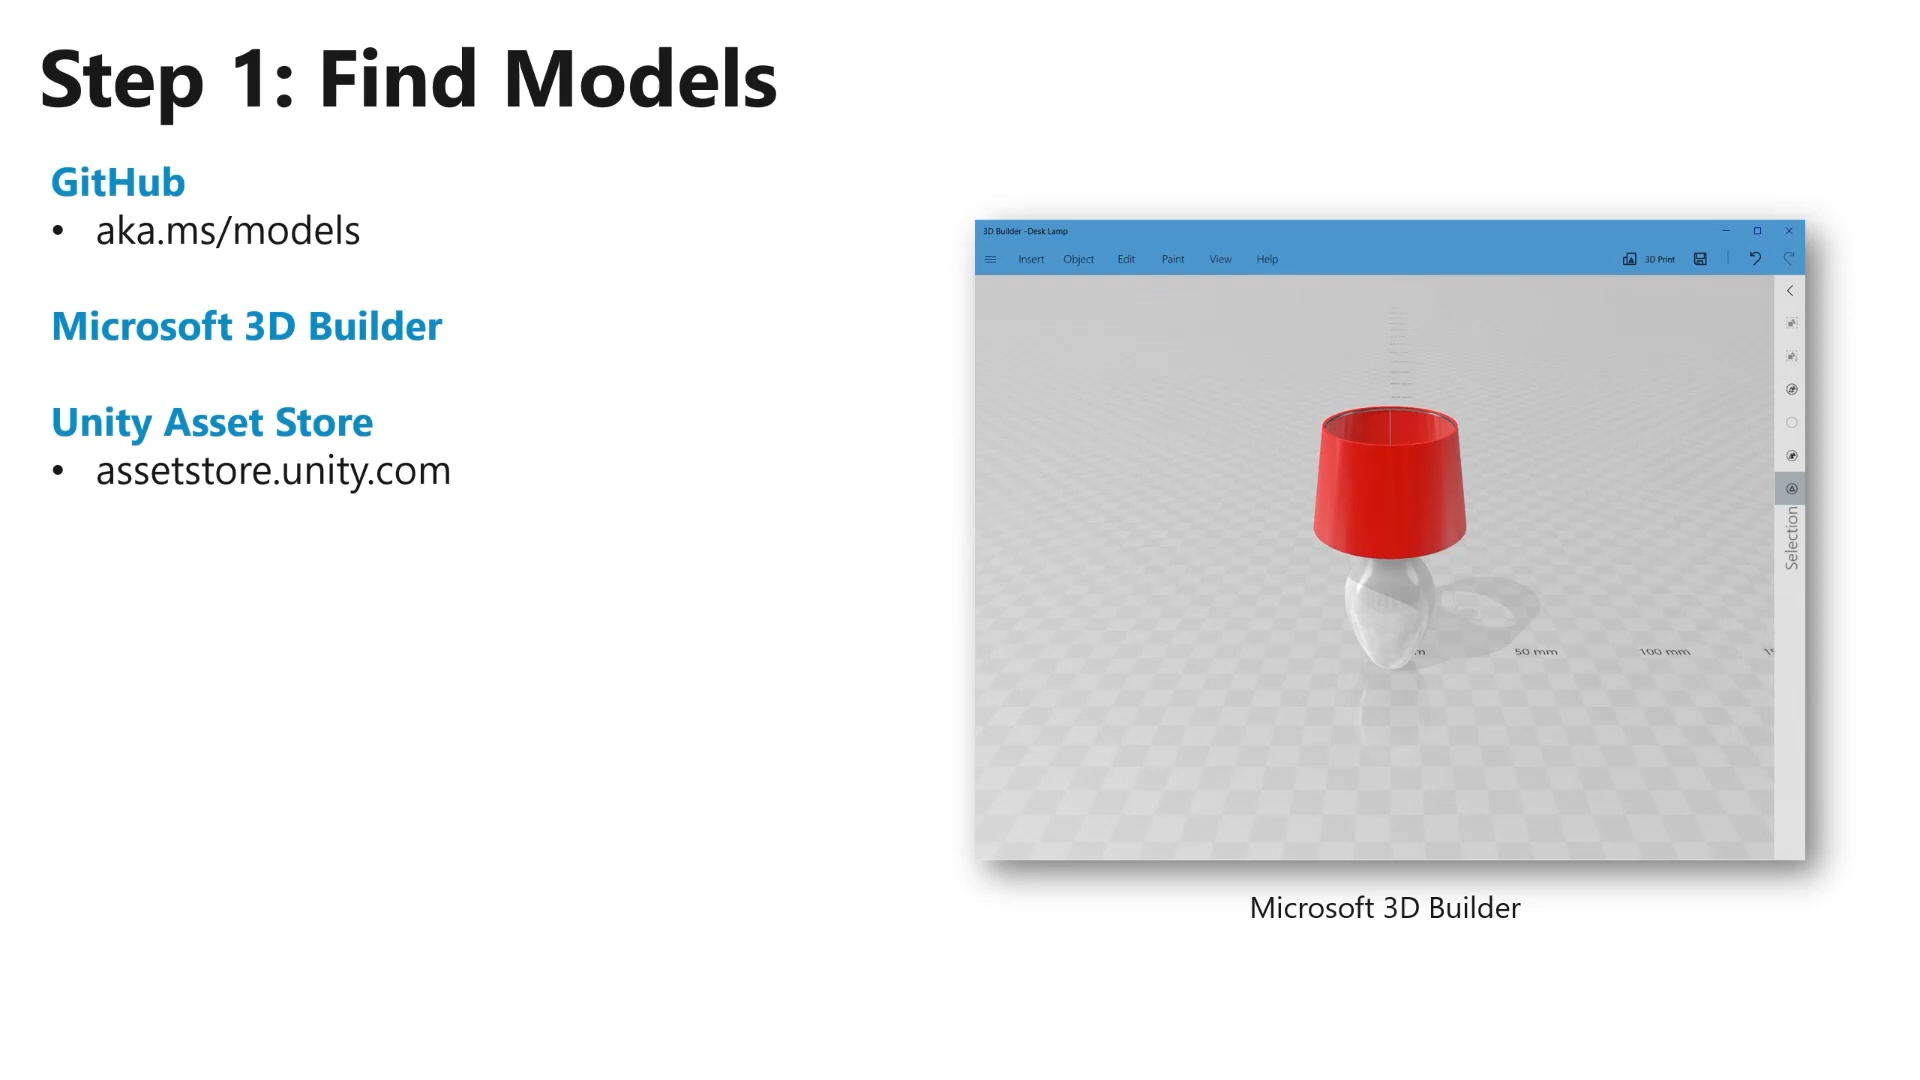 Step 1: Find Models
GitHub
• aka.ms/models
Microsoft 3D Builder
Unity Asset Store
• assetstore.unity.com
3D Builder -Desk Lamp
Insert Object Edit Paint View Help 3D Print
Selection
50 mm 100 mm
Microsoft 3D Builder